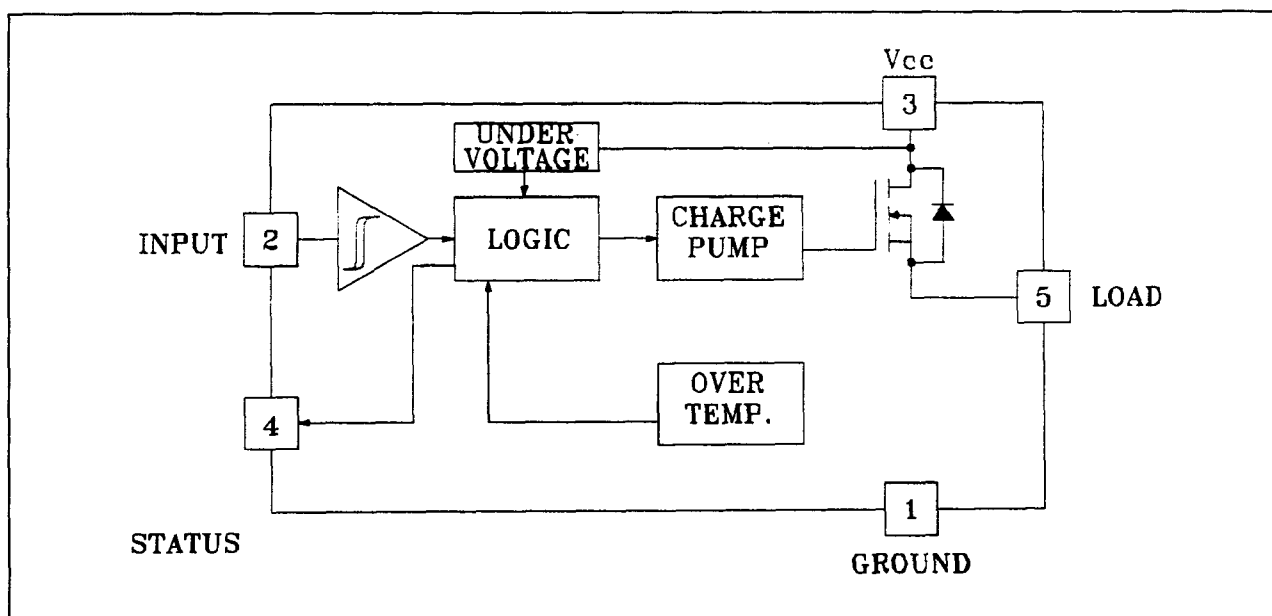 Vcc
3
UNDER
VOLTAGE
INPUT
2
LOGIC
CHARGE
PUMP
5
LOAD
OVER
TEMP.
4
1
STATUS
GROUND